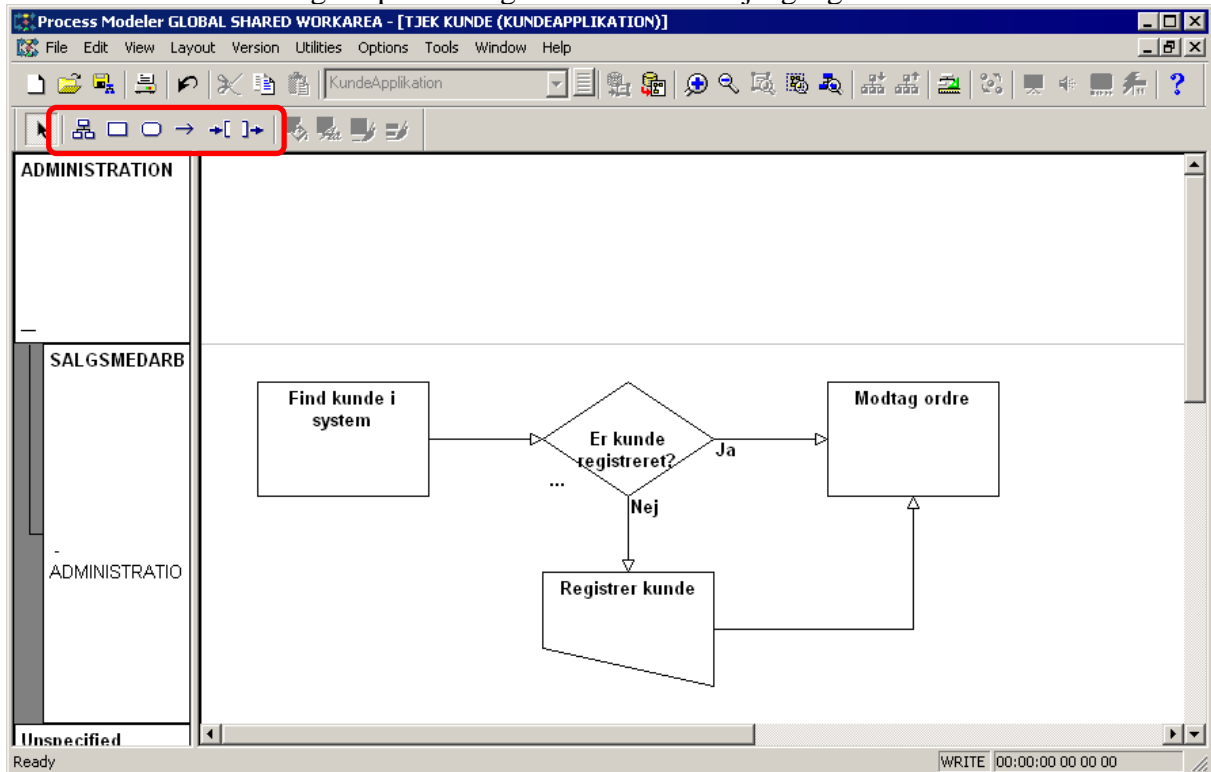 Process Modeler GLOBAL SHARED WORKAREA - [TJEK KUNDE (KUNDEAPPLIKATION)]
File Edit View Layout Version Utilities Options Tools Window Help
KundeApplikation
ADMINISTRATION
SALGSMEDARB
Find kunde i
system
Er kunde
registreret?
...
Ja
Modtag ordre
Nej
-
ADMINISTRATIO
Registrer kunde
Unspecified
Ready
WRITE 00:00:00 00 00 00